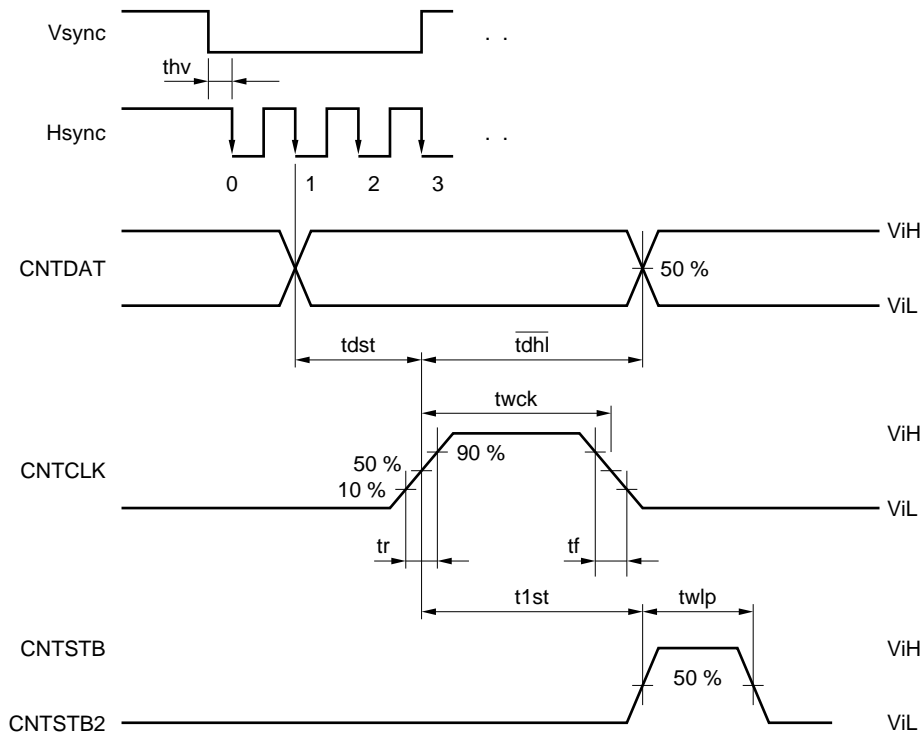 Vsync
. .
thv
Hsync
. .
0 1 2 3
ViH
CNTDAT
50 %
ViL
tdst tdhl
twck
ViH
90 %
50 %
CNTCLK
10 %
ViL
tr tf
t1st twlp
CNTSTB ViH
50 %
CNTSTB2 ViL